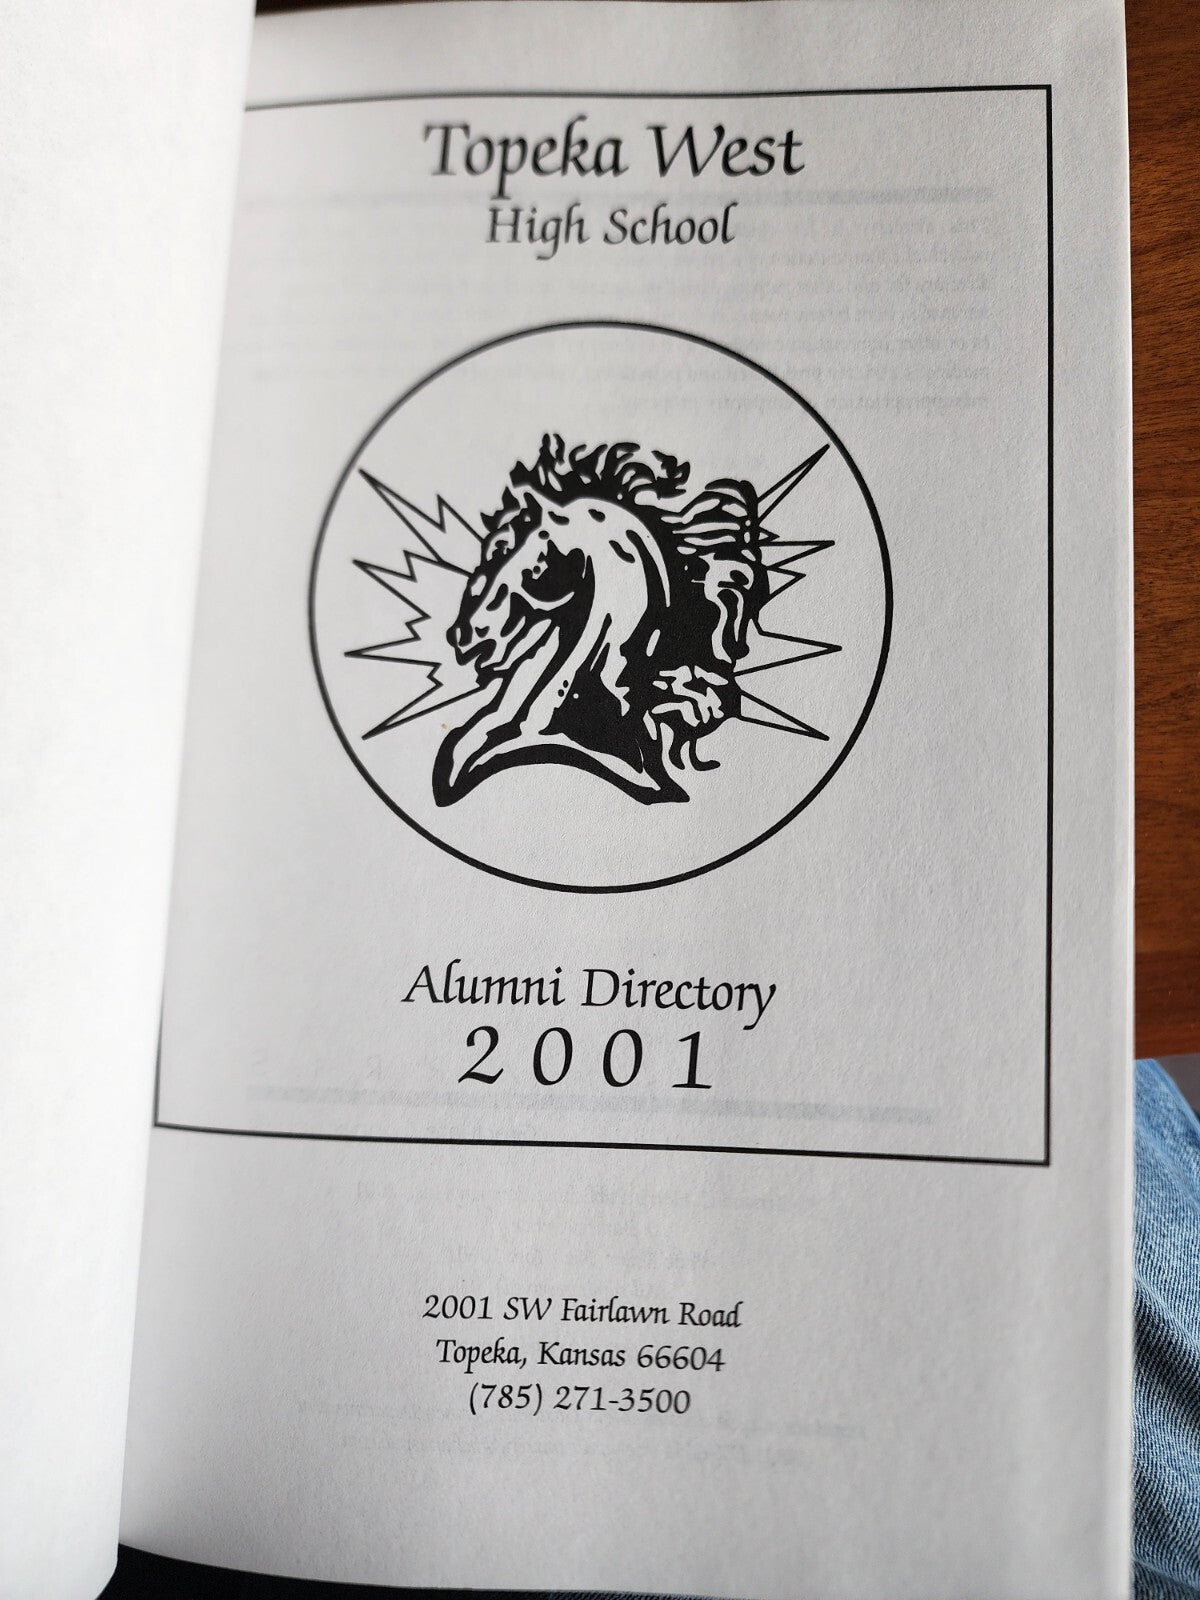 Topeka West
High School
Alumni Directory
2001
2001 SW Fairlawn Road
Topeka, Kansas 66604
(785) 271-3500